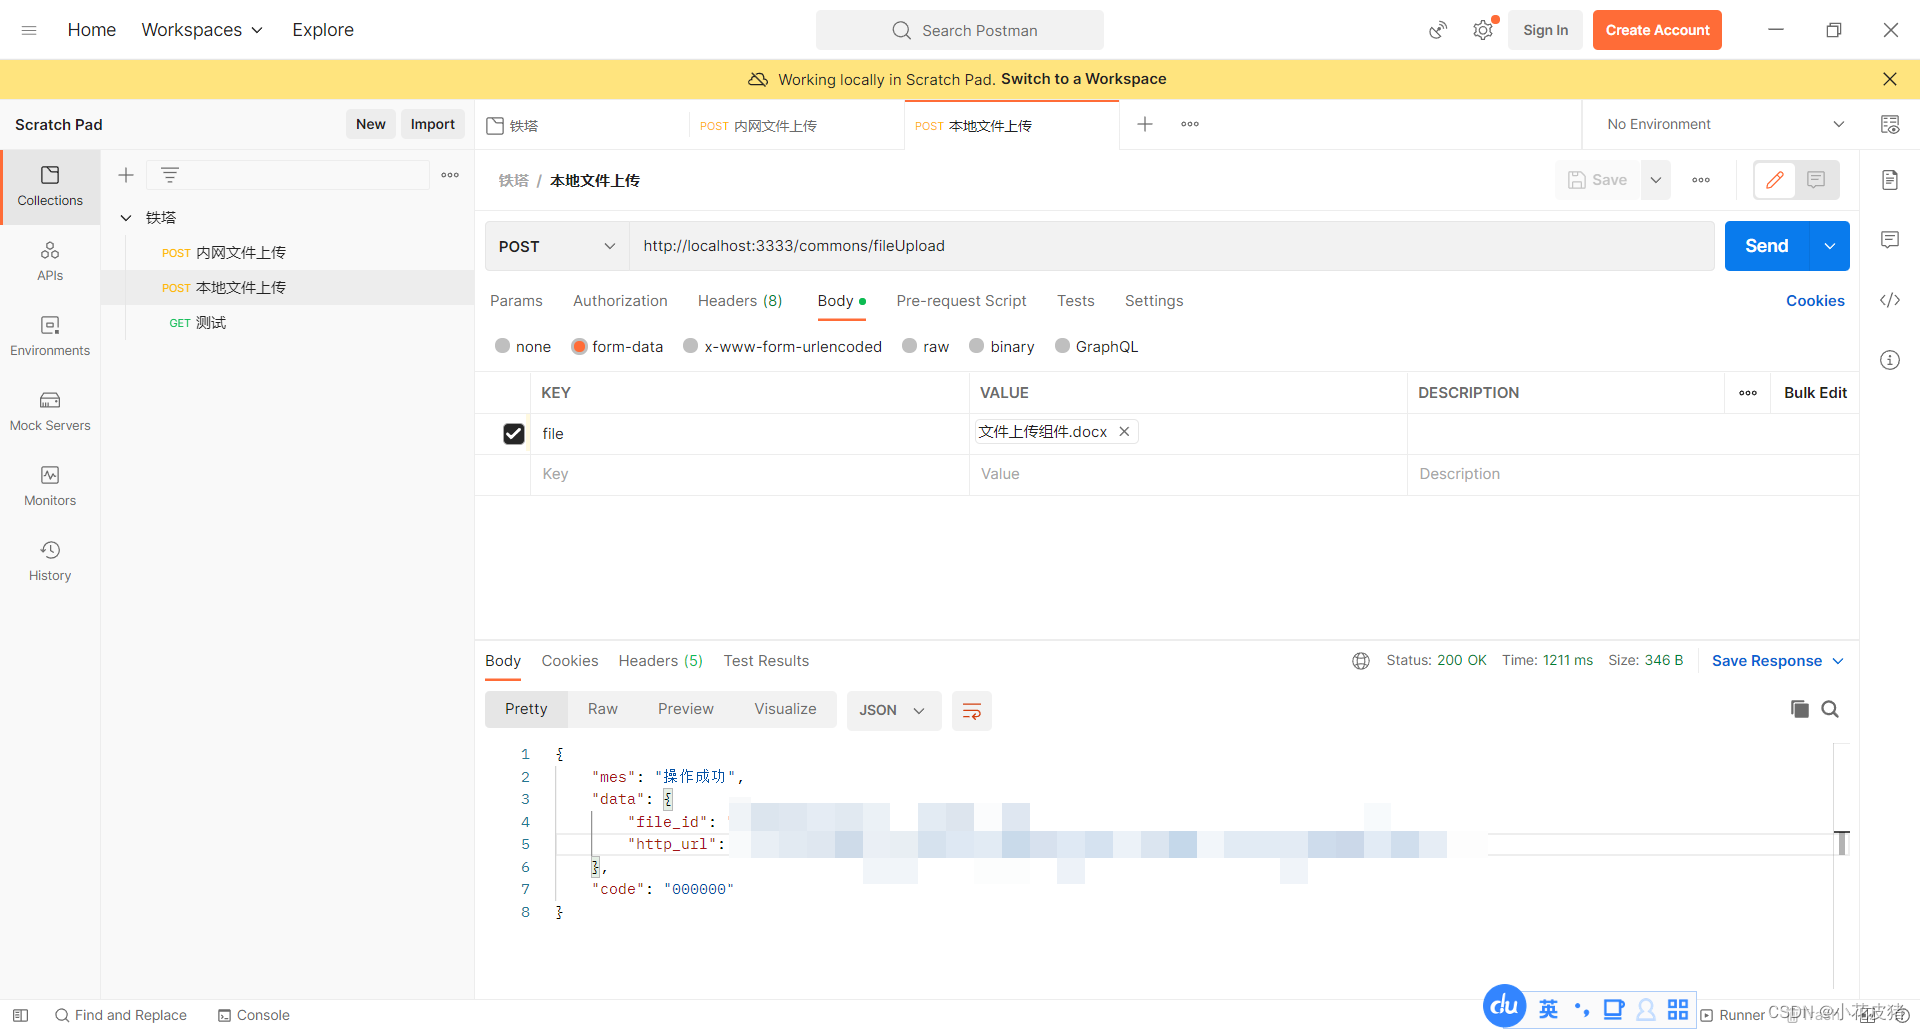 Home Workspaces Explore Search Postman Sign In Create Account
Working locally in Scratch Pad. Switch to a Workspace
Scratch Pad New Import 铁塔 POST 内网文件上传 POST 本地文件上传 No Environment
铁塔 / 本地文件上传 Save
Collections
铁塔
POST 内网文件上传
POST 本地文件上传
GET 测试
APIs
Environments
Mock Servers
Monitors
History
POST http://localhost:3333/commons/fileUpload Send
Params Authorization Headers (8) Body Pre-request Script Tests Settings Cookies
none form-data x-www-form-urlencoded raw binary GraphQL
KEY VALUE DESCRIPTION Bulk Edit
file 文件上传组件.docx
Key Value Description
Body Cookies Headers (5) Test Results Status: 200 OK Time: 1211 ms Size: 346 B Save Response
Pretty Raw Preview Visualize JSON
1 {
2 "mes": "操作成功",
3 "data": {
4 "file_id":
5 "http_url":
6 },
7 "code": "000000"
8 }
Find and Replace Console du 英 Runner Trash
CSDN @小花皮猪